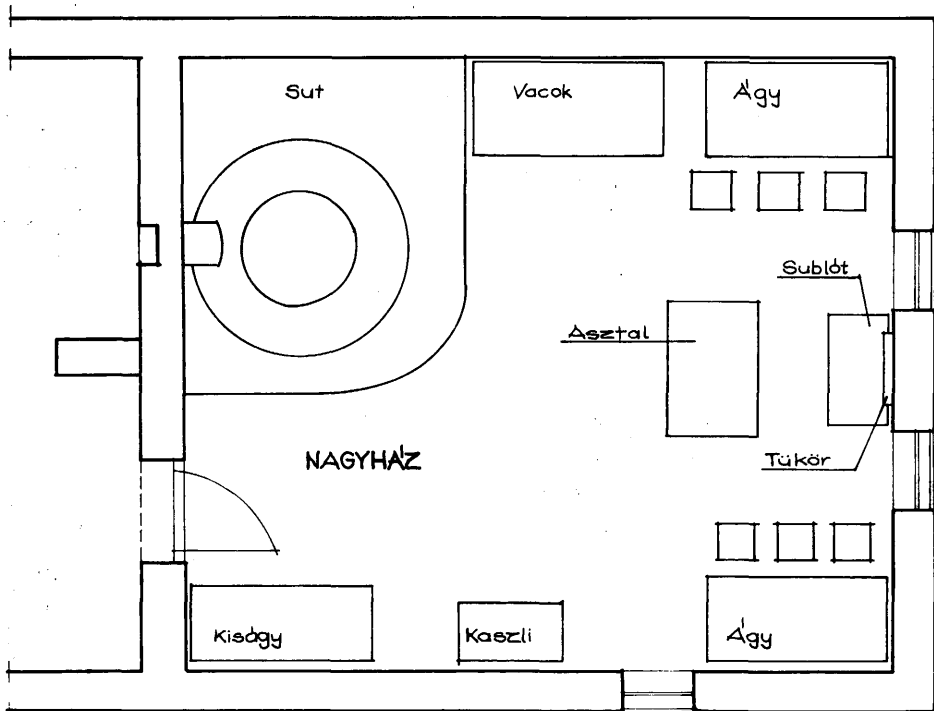 Sut
Vacok
Ágy
Sublót
Asztal
NAGYHÁZ
Tükör
Kiságy
Kaszli
Ágy